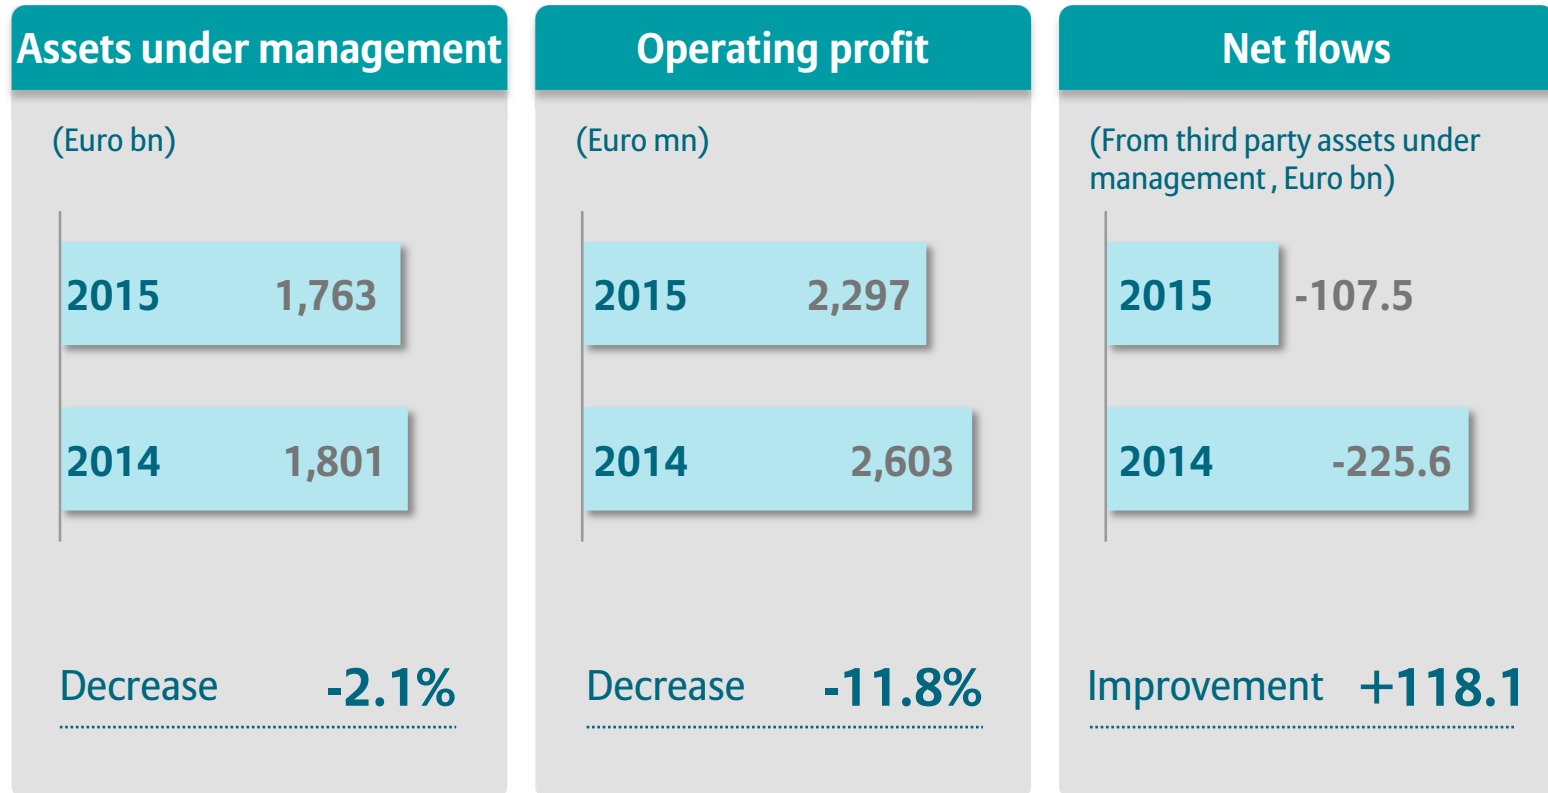 Assets under management
(Euro bn)
2015 1,763
2014 1,801
Decrease -2.1%
Operating profit
(Euro mn)
2015 2,297
2014 2,603
Decrease -11.8%
Net flows
(From third party assets under
management , Euro bn)
2015 -107.5
2014 -225.6
Improvement +118.1